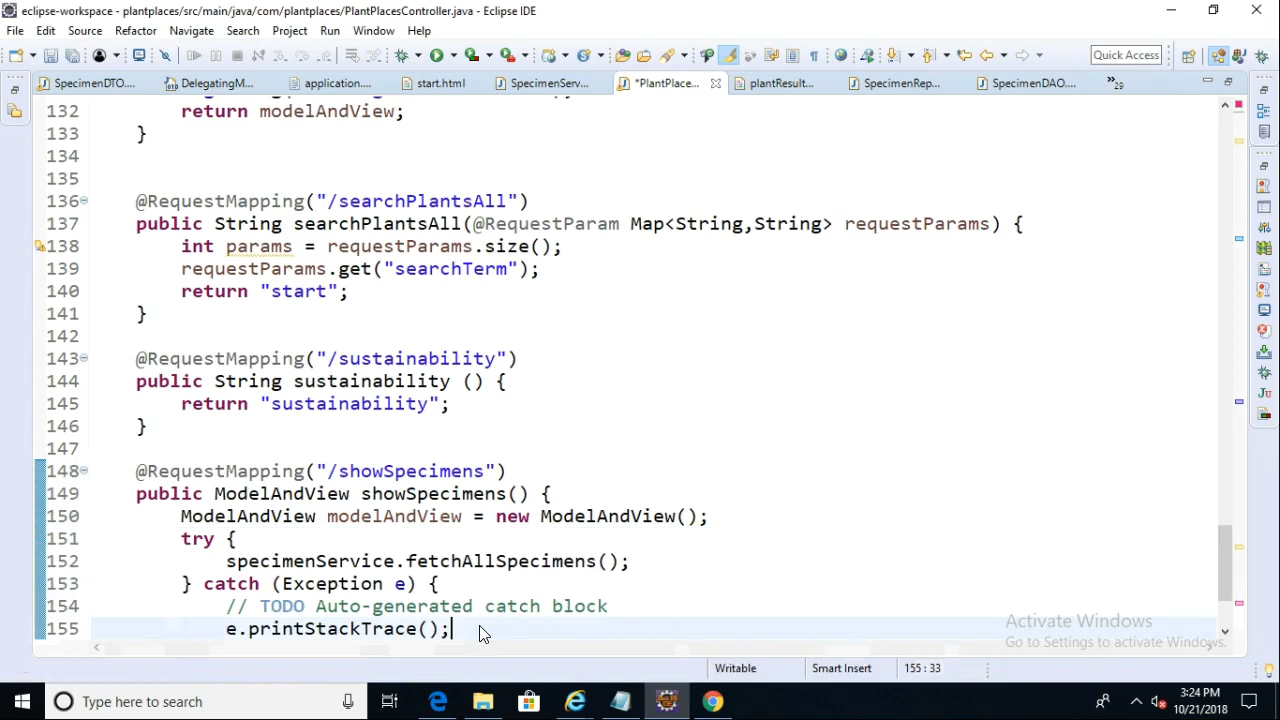 eclipse-workspace - plantplaces/src/main/java/com/plantplaces/PlantPlacesController.java - Eclipse IDE
File Edit Source Refactor Navigate Search Project Run Window Help
Quick Access
SpecimenDTO.... DelegatingM... application.... start.html SpecimenServ... *PlantPlace... plantResult... SpecimenRep... SpecimenDAO.... »29
132 return modelAndView;
133 }
134
135
136 @RequestMapping("/searchPlantsAll")
137 public String searchPlantsAll(@RequestParam Map<String,String> requestParams) {
138 int params = requestParams.size();
139 requestParams.get("searchTerm");
140 return "start";
141 }
142
143 @RequestMapping("/sustainability")
144 public String sustainability () {
145 return "sustainability";
146 }
147
148 @RequestMapping("/showSpecimens")
149 public ModelAndView showSpecimens() {
150 ModelAndView modelAndView = new ModelAndView();
151 try {
152 specimenService.fetchAllSpecimens();
153 } catch (Exception e) {
154 // TODO Auto-generated catch block
155 e.printStackTrace();
Activate Windows
Go to Settings to activate Windows.
Writable Smart Insert 155 : 33
Type here to search
3:24 PM
10/21/2018